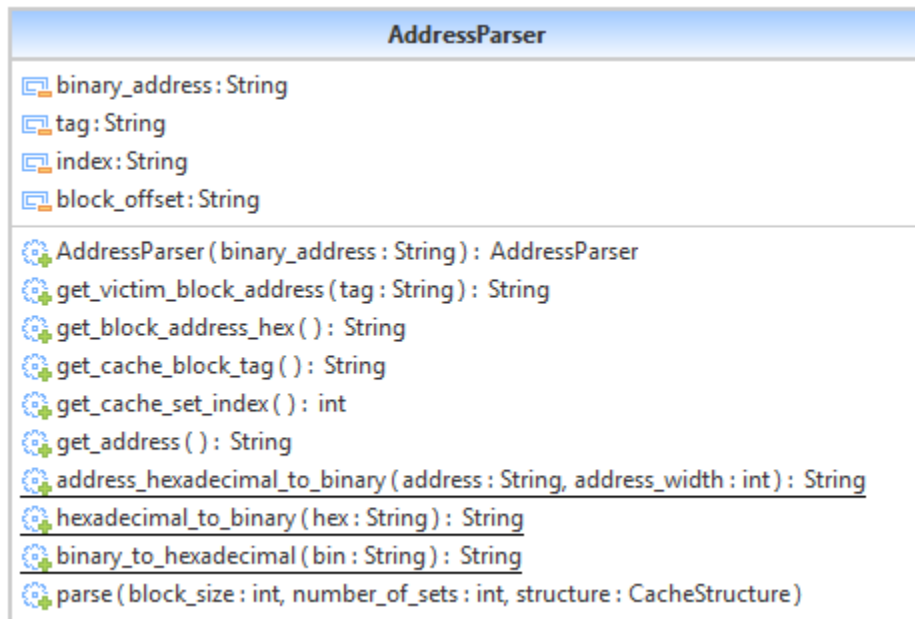 AddressParser
binary_address : String
tag : String
index : String
block_offset : String
AddressParser ( binary_address : String ) : AddressParser
get_victim_block_address ( tag : String ) : String
get_block_address_hex ( ) : String
get_cache_block_tag ( ) : String
get_cache_set_index ( ) : int
get_address ( ) : String
address_hexadecimal_to_binary ( address : String, address_width : int ) : String
hexadecimal_to_binary ( hex : String ) : String
binary_to_hexadecimal ( bin : String ) : String
parse ( block_size : int, number_of_sets : int, structure : CacheStructure )